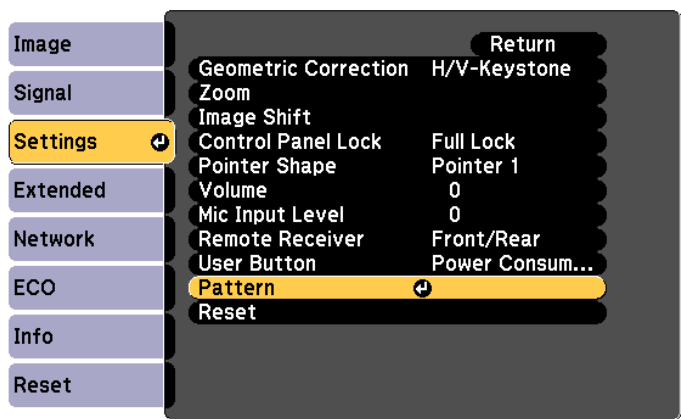 Image
Signal
Settings
Extended
Network
ECO
Info
Reset
Return
Geometric Correction H/V-Keystone
Zoom
Image Shift
Control Panel Lock Full Lock
Pointer Shape Pointer 1
Volume 0
Mic Input Level 0
Remote Receiver Front/Rear
User Button Power Consum...
Pattern
Reset